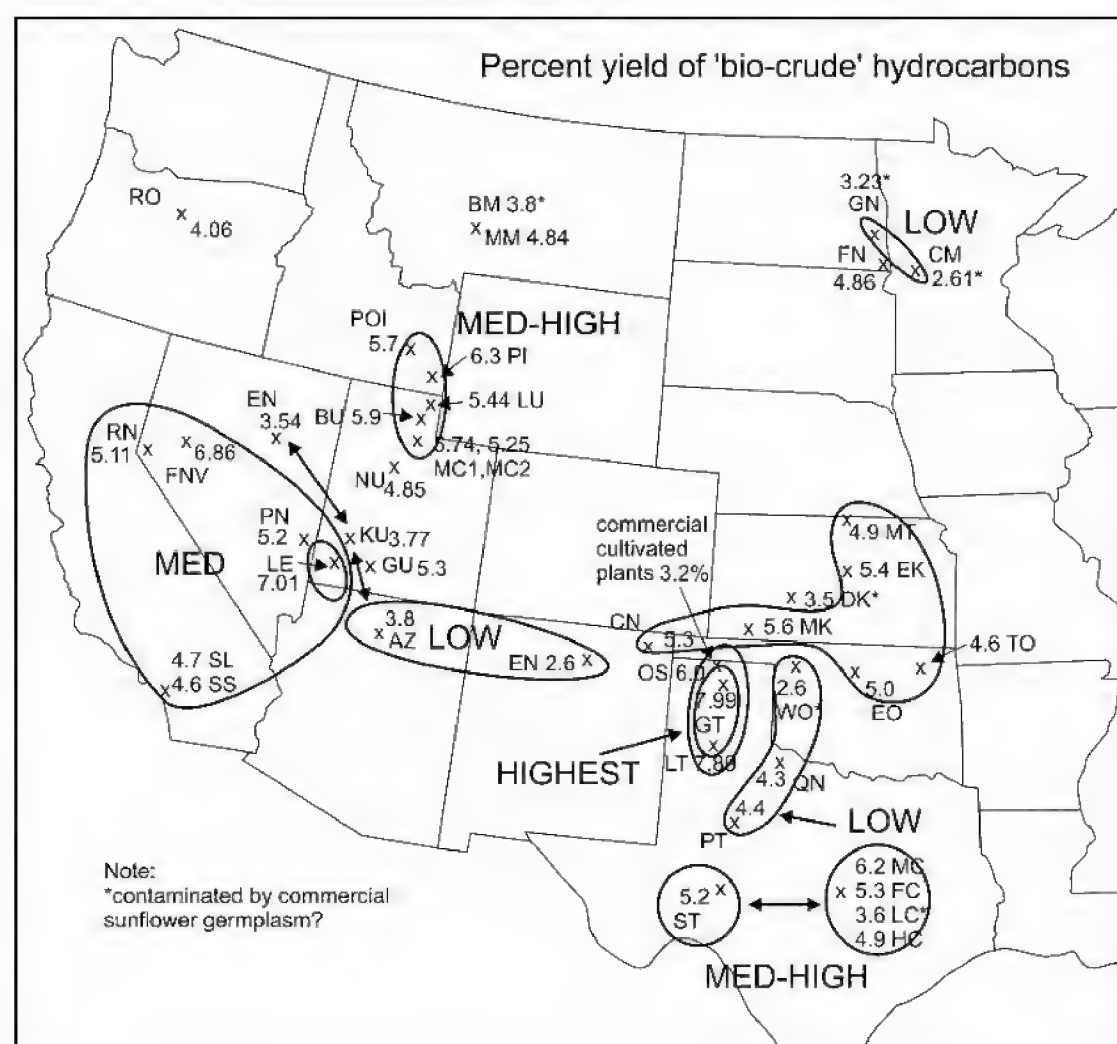 Percent yield of 'bio-crude' hydrocarbons
RO
4.06
BM 3.8*
MM 4.84
3.23*
GN
LOW
FN
4.86
CM
2.61*
POI
5.7
MED-HIGH
6.3 PI
5.44 LU
BU 5.9
5.74, 5.25
MC1,MC2
NU
4.85
EN
3.54
RN
5.11
6.86
FNV
PN
5.2
KU 3.77
GU 5.3
LE
7.01
MED
3.8
AZ
LOW
EN 2.6
4.7 SL
4.6 SS
commercial
cultivated
plants 3.2%
4.9 MT
5.4 EK
3.5 DK*
5.6 MK
CN
5.3
4.6 TO
OS 6.0
7.99
GT
LT 7.89
HIGHEST
2.6
WO*
5.0
EO
4.3
QN
4.4
PT
LOW
Note:
*contaminated by commercial
sunflower germplasm?
5.2
ST
6.2 MC
5.3 FC
3.6 LC*
4.9 HC
MED-HIGH